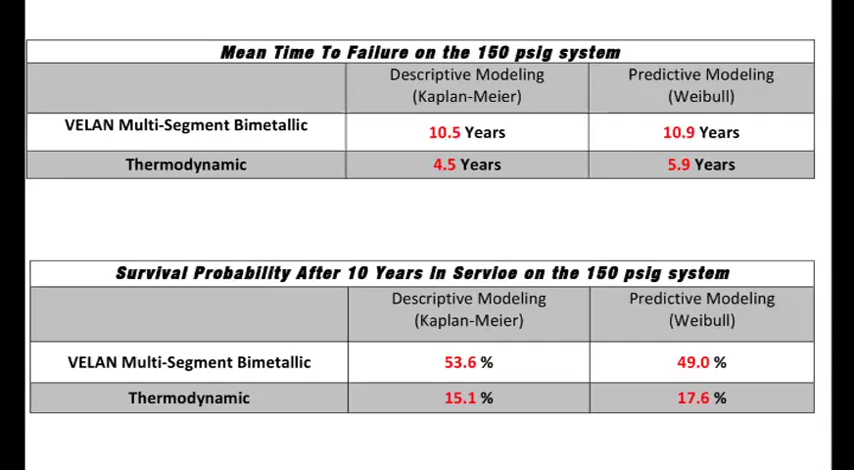 Mean Time To Failure on the 150 psig system
Descriptive Modeling Predictive Modeling
(Kaplan-Meier) (Weibull)
VELAN Multi-Segment Bimetallic 10.5 Years 10.9 Years
Thermodynamic 4.5 Years 5.9 Years
Survival Probability After 10 Years In Service on the 150 psig system
Descriptive Modeling Predictive Modeling
(Kaplan-Meier) (Weibull)
VELAN Multi-Segment Bimetallic 53.6 % 49.0 %
Thermodynamic 15.1 % 17.6 %